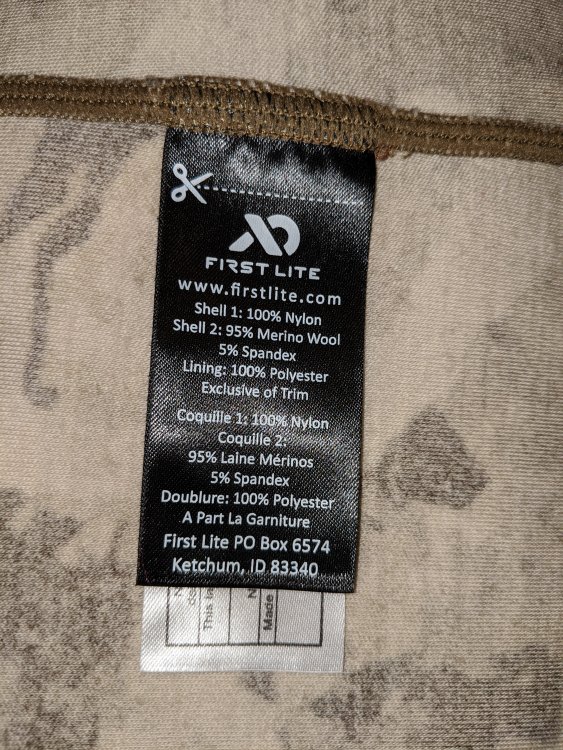 FIRST LITE
www.firstlite.com
Shell 1: 100% Nylon
Shell 2: 95% Merino Wool
5% Spandex
Lining: 100% Polyester
Exclusive of Trim
Coquille 1: 100% Nylon
Coquille 2:
95% Laine Mérinos
5% Spandex
Doublure: 100% Polyester
A Part La Garniture
First Lite PO Box 6574
Ketchum, ID 83340
This
Made